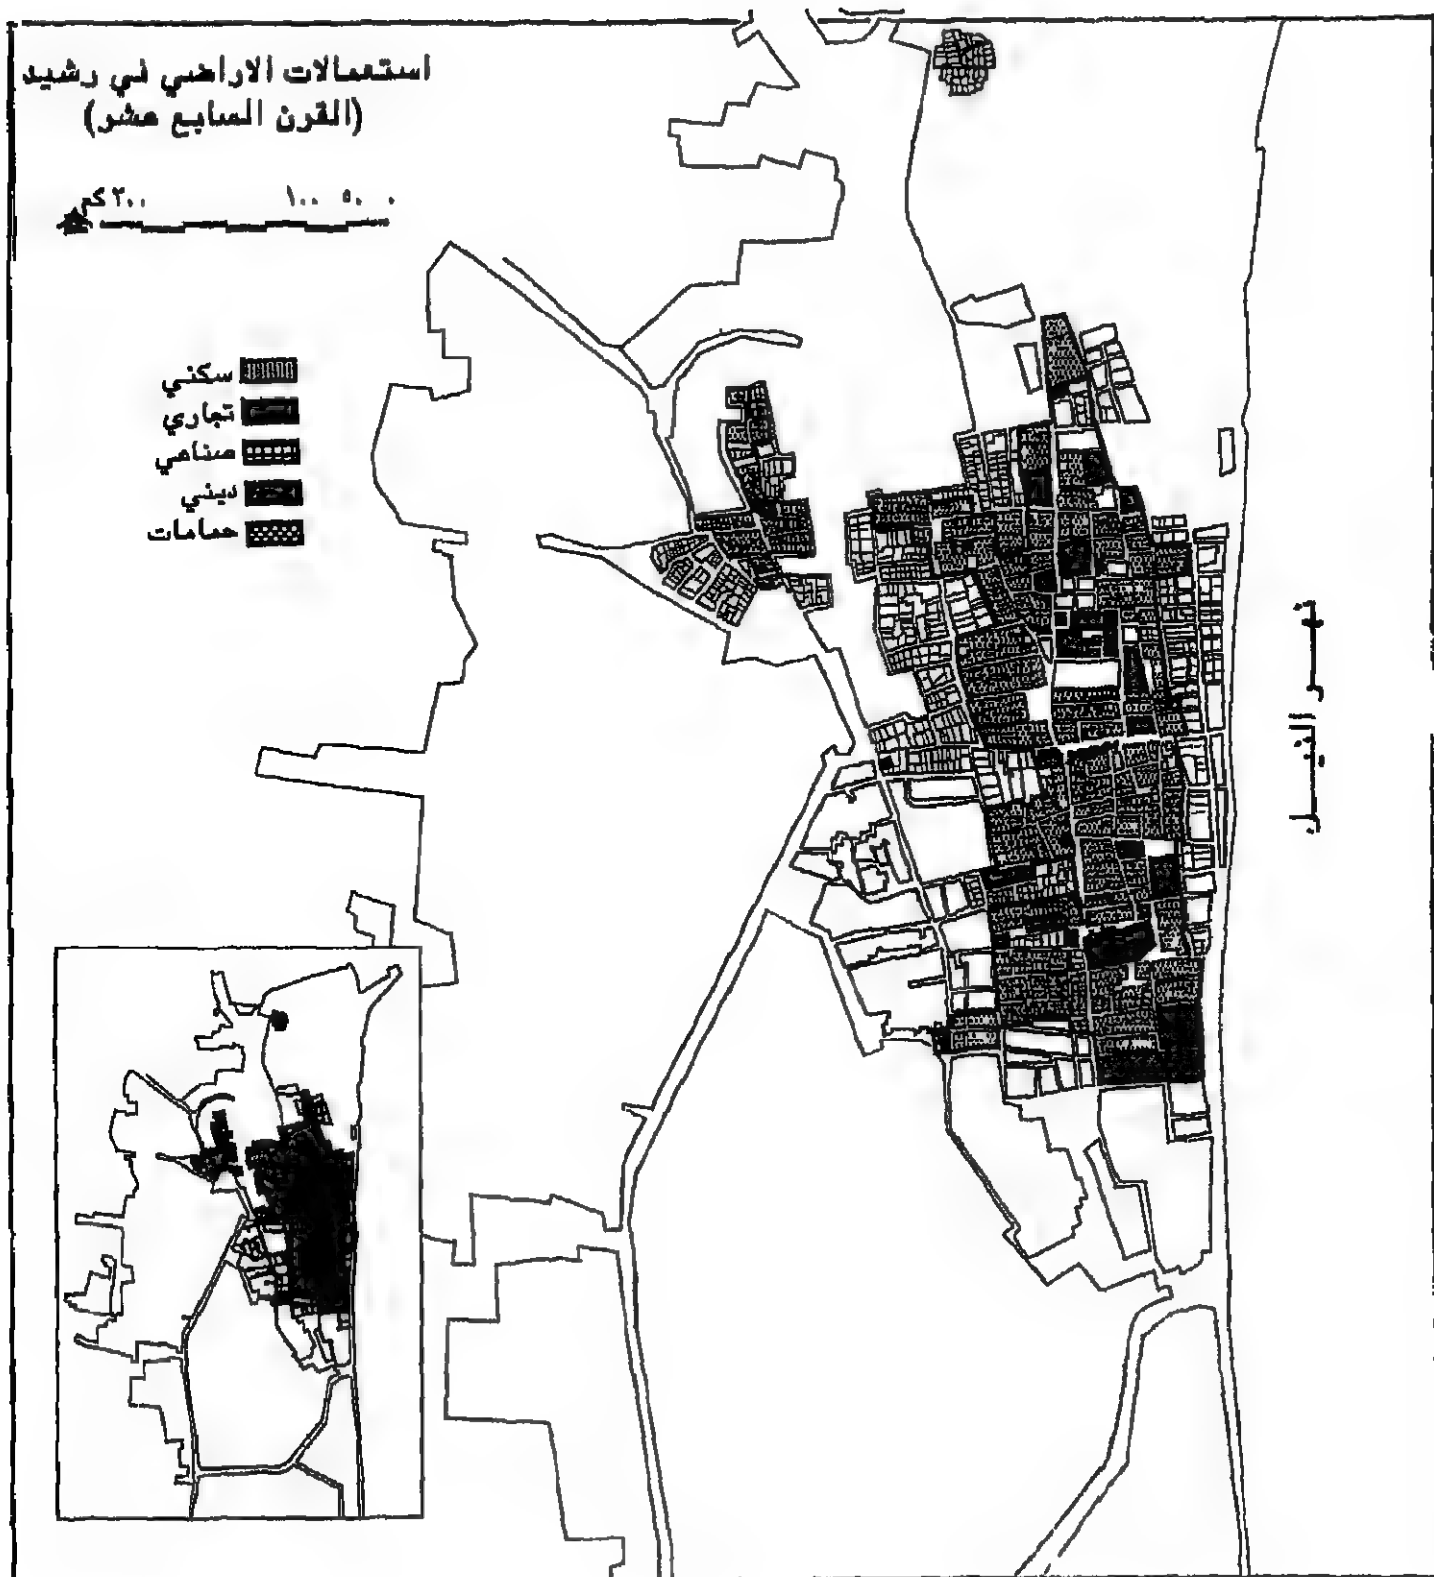 استعمالات الاراضي في رشيد
(القرن السابع عشر)
٠ ٥٠ ١٠٠ ٢٠٠ كم
سكني
تجاري
صناعي
ديني
حمامات
نهر النيل